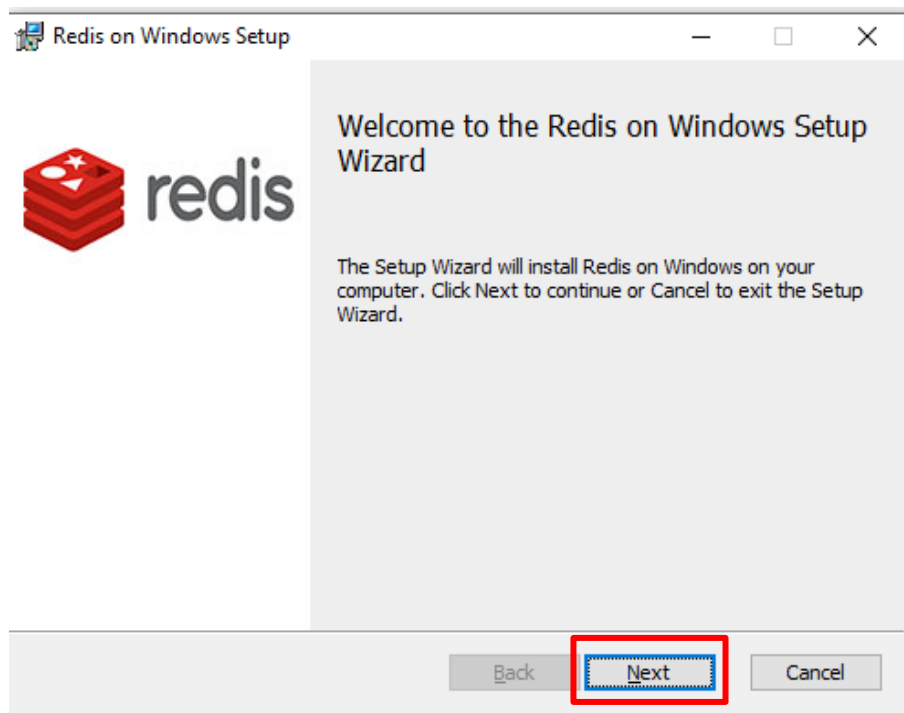 Redis on Windows Setup
Welcome to the Redis on Windows Setup
Wizard
redis
The Setup Wizard will install Redis on Windows on your
computer. Click Next to continue or Cancel to exit the Setup
Wizard.
Back
Next
Cancel